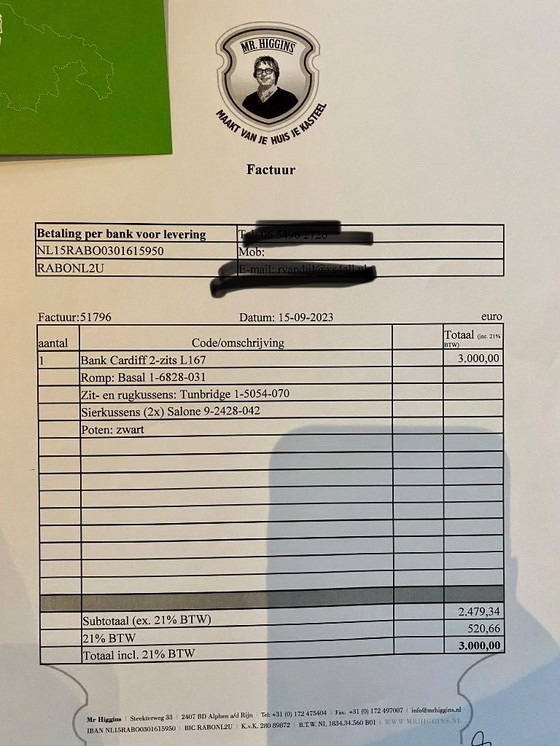 MR. HIGGINS
MAAKT VAN JE HUIS JE KASTEEL
Factuur
Betaling per bank voor levering
NL15RABO0301615950 Mob:
RABONL2U E-mail:
Factuur:51796 Datum: 15-09-2023 euro
aantal Code/omschrijving Totaal (inc. 21% BTW)
1 Bank Cardiff 2-zits L167 3.000,00
Romp: Basal 1-6828-031
Zit- en rugkussens: Tunbridge 1-5054-070
Sierkussens (2x) Salone 9-2428-042
Poten: zwart
Subtotaal (ex. 21% BTW) 2.479,34
21% BTW 520,66
Totaal incl. 21% BTW 3.000,00
Mr Higgins | Steekterweg 33 | 2407 BD Alphen a/d Rijn | Tel: +31 (0) 172 475404 | Fax: +31 (0) 172 497007 | info@mrhiggins.nl
IBAN NL15RABO0301615950 | BIC RABONL2U | K.v.K. 280 89872 | B.T.W. NL 1834.34.560 B01 | WWW.MRHIGGINS.NL